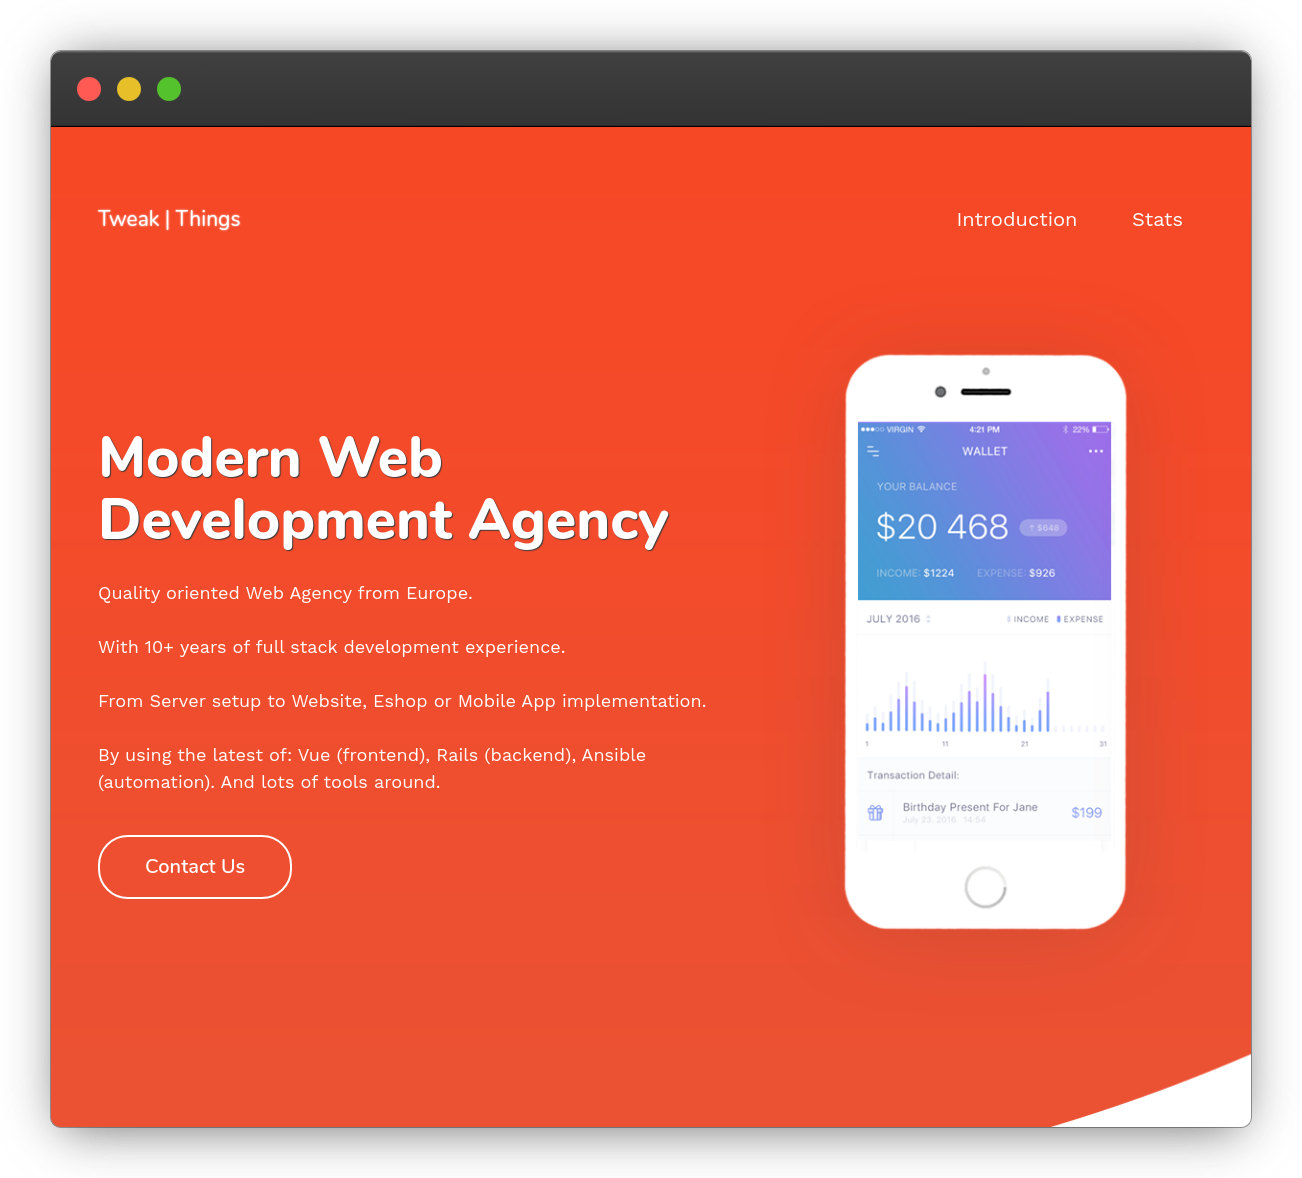 Tweak | Things
Introduction
Stats
Modern Web
Development Agency
Quality oriented Web Agency from Europe.
With 10+ years of full stack development experience.
From Server setup to Website, Eshop or Mobile App implementation.
By using the latest of: Vue (frontend), Rails (backend), Ansible
(automation). And lots of tools around.
Contact Us
VIRGIN 4:21 PM 22%
WALLET
YOUR BALANCE
$20 468 ↑ $648
INCOME: $1224 EXPENSE: $926
JULY 2016 INCOME EXPENSE
1 11 21 31
Transaction Detail:
Birthday Present For Jane
July 23, 2016 14:54
$199